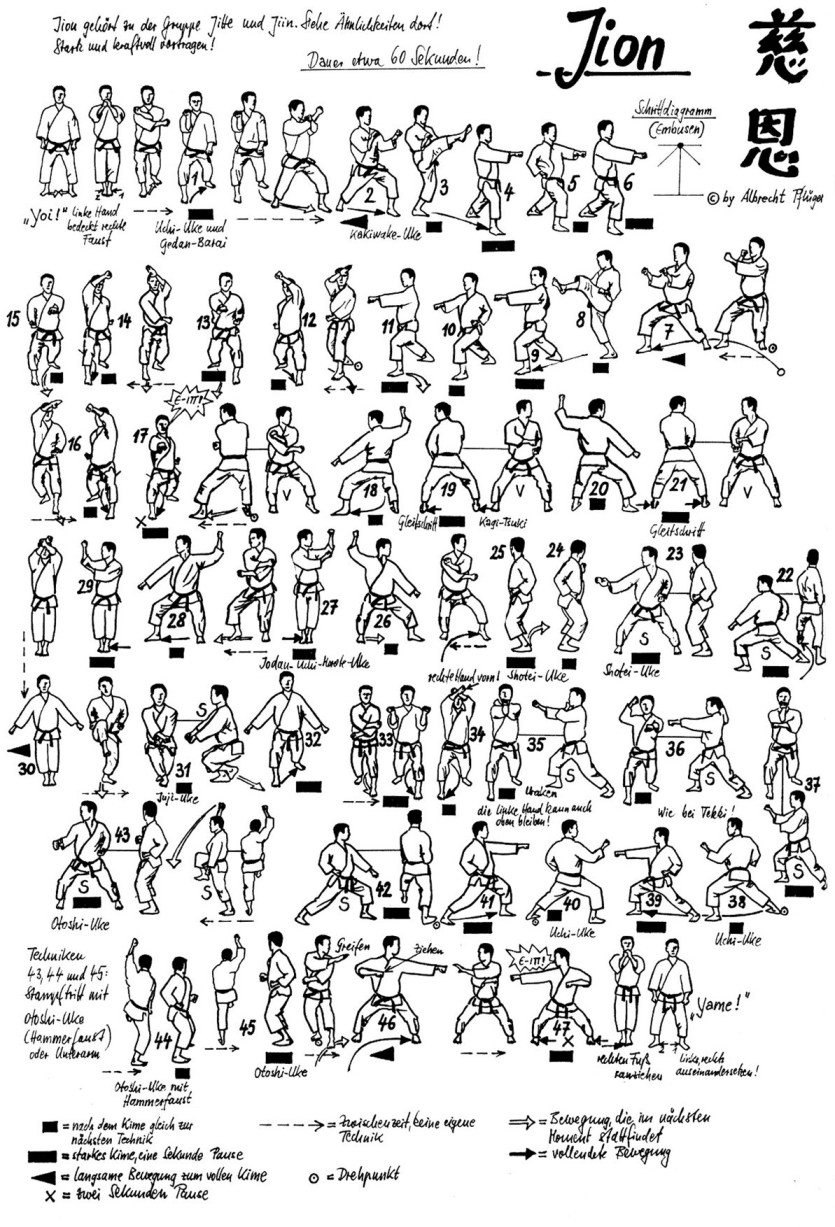 Jion gehört zu der Gruppe Jitte und Jiin. Siehe Ähnlichkeiten dort!
Stark und kraftvoll vortragen!
Dauer etwa 60 Sekunden!
Jion
慈
恩
Schrittdiagramm
(Embusen)
© by Albrecht Pflüger
"Yoi!"
linke Hand
bedeckt rechte
Faust
2 1
1
Uchi-Uke und
Gedan-Barai
2
Kakiwake-Uke
3
4
5
6
15
14
13
12
11
10
9
8
7
16
17
E-ITT!
18
19
V
20
21
V
V
Gleitschritt
Kagi-Tsuki
Gleitschritt
29
28
27
26
25
24
23
22
S
S
Jodan-Uchi-Kwate-Uke
rechte Hand vorn!
Shotei-Uke
Shotei-Uke
30
31
S
32
33
34
35
S
36
S
37
Juji-Uke
Uraken
die linke Hand kann auch
oben bleiben!
Wie bei Tekki!
43
S
S
42
S
41
40
39
38
Otoshi-Uke
Uchi-Uke
Uchi-Uke
Techniken
43, 44 und 45:
Stampftritt mit
Otoshi-Uke
(Hammerfaust)
oder Unterarm
44
45
Greifen
ziehen
46
E-ITT!
47
"Yame!"
Otoshi-Uke mit
Hammerfaust
Otoshi-Uke
rechten Fuß
ranziehen
2 1
links, rechts
auseinandersetzen!
= nach dem Kime gleich zur
nächsten Technik
= starkes Kime, eine Sekunde Pause
= langsame Bewegung zum vollen Kime
X = zwei Sekunden Pause
= Zwischenzeit, keine eigene
Technik
= Drehpunkt
= Bewegung, die im nächsten
Moment stattfindet
= vollendete Bewegung